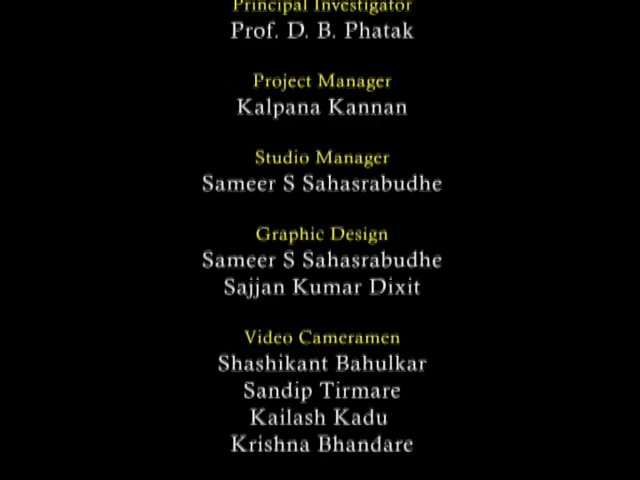 Principal Investigator
Prof. D. B. Phatak
Project Manager
Kalpana Kannan
Studio Manager
Sameer S Sahasrabudhe
Graphic Design
Sameer S Sahasrabudhe
Sajjan Kumar Dixit
Video Cameramen
Shashikant Bahulkar
Sandip Tirmare
Kailash Kadu
Krishna Bhandare